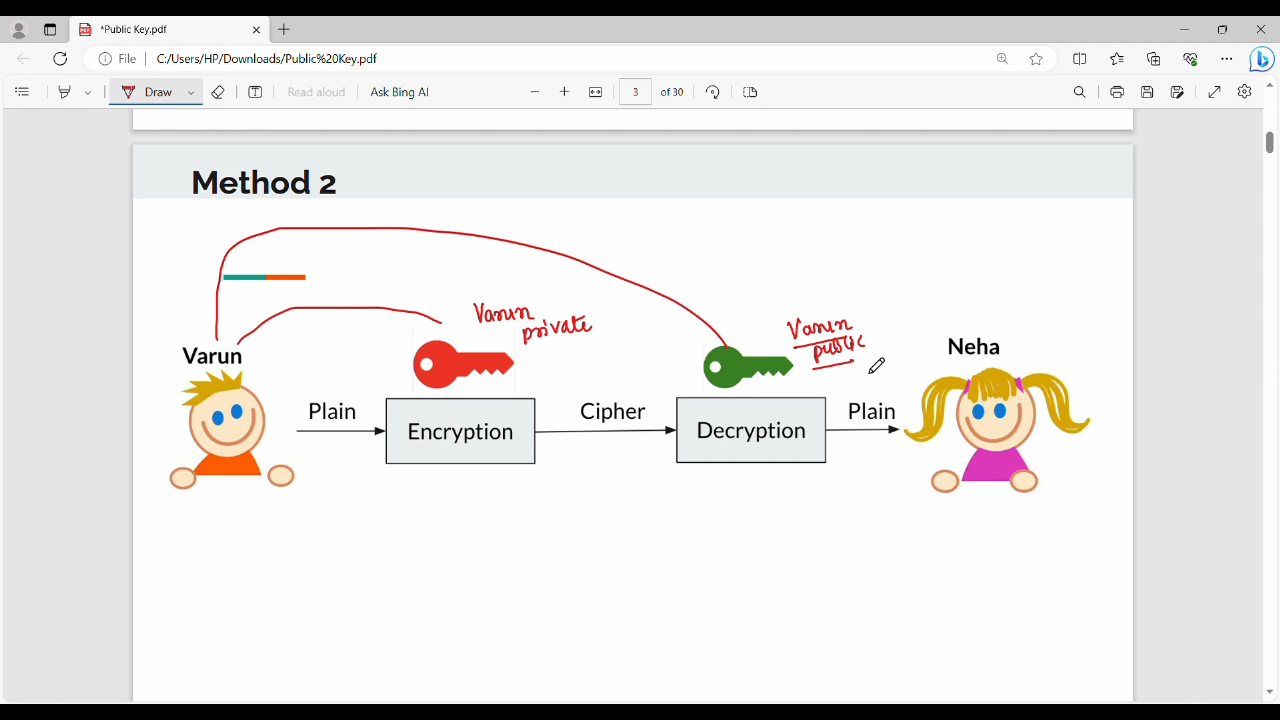 *Public Key.pdf
File
C:/Users/HP/Downloads/Public%20Key.pdf
Draw
Read aloud
Ask Bing AI
3
of 30
Method 2
Varun
private
Varun
public
Varun
Neha
Plain
Cipher
Plain
Encryption
Decryption